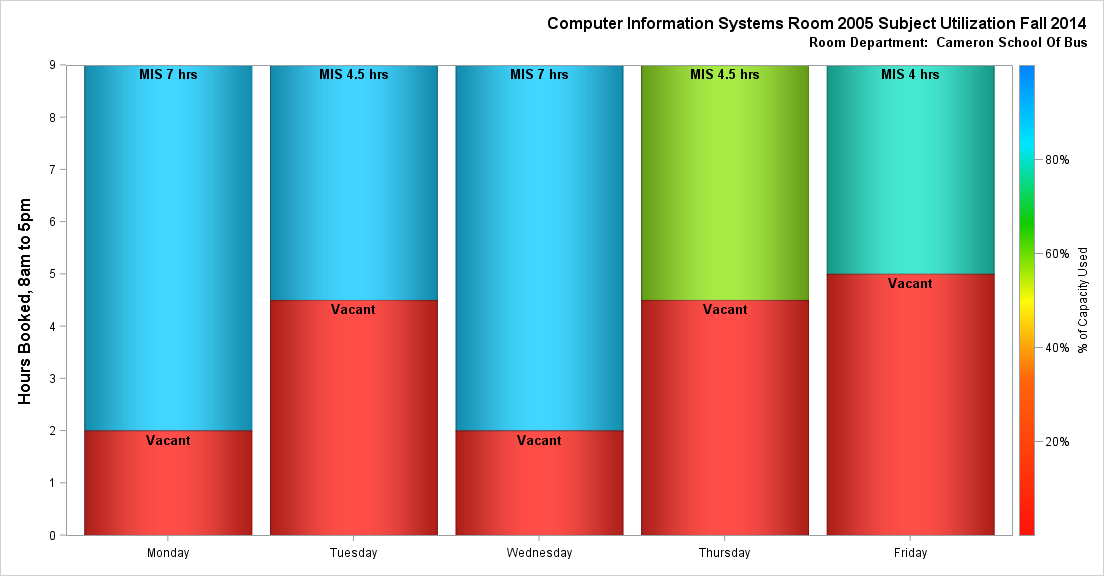 Computer Information Systems Room 2005 Subject Utilization Fall 2014
Room Department:  Cameron School Of Bus
Hours Booked, 8am to 5pm
9
8
7
6
5
4
3
2
1
0
MIS 7 hrs
MIS 4.5 hrs
MIS 7 hrs
MIS 4.5 hrs
MIS 4 hrs
Vacant
Vacant
Vacant
Vacant
Vacant
Monday
Tuesday
Wednesday
Thursday
Friday
80%
60%
40%
20%
% of Capacity Used